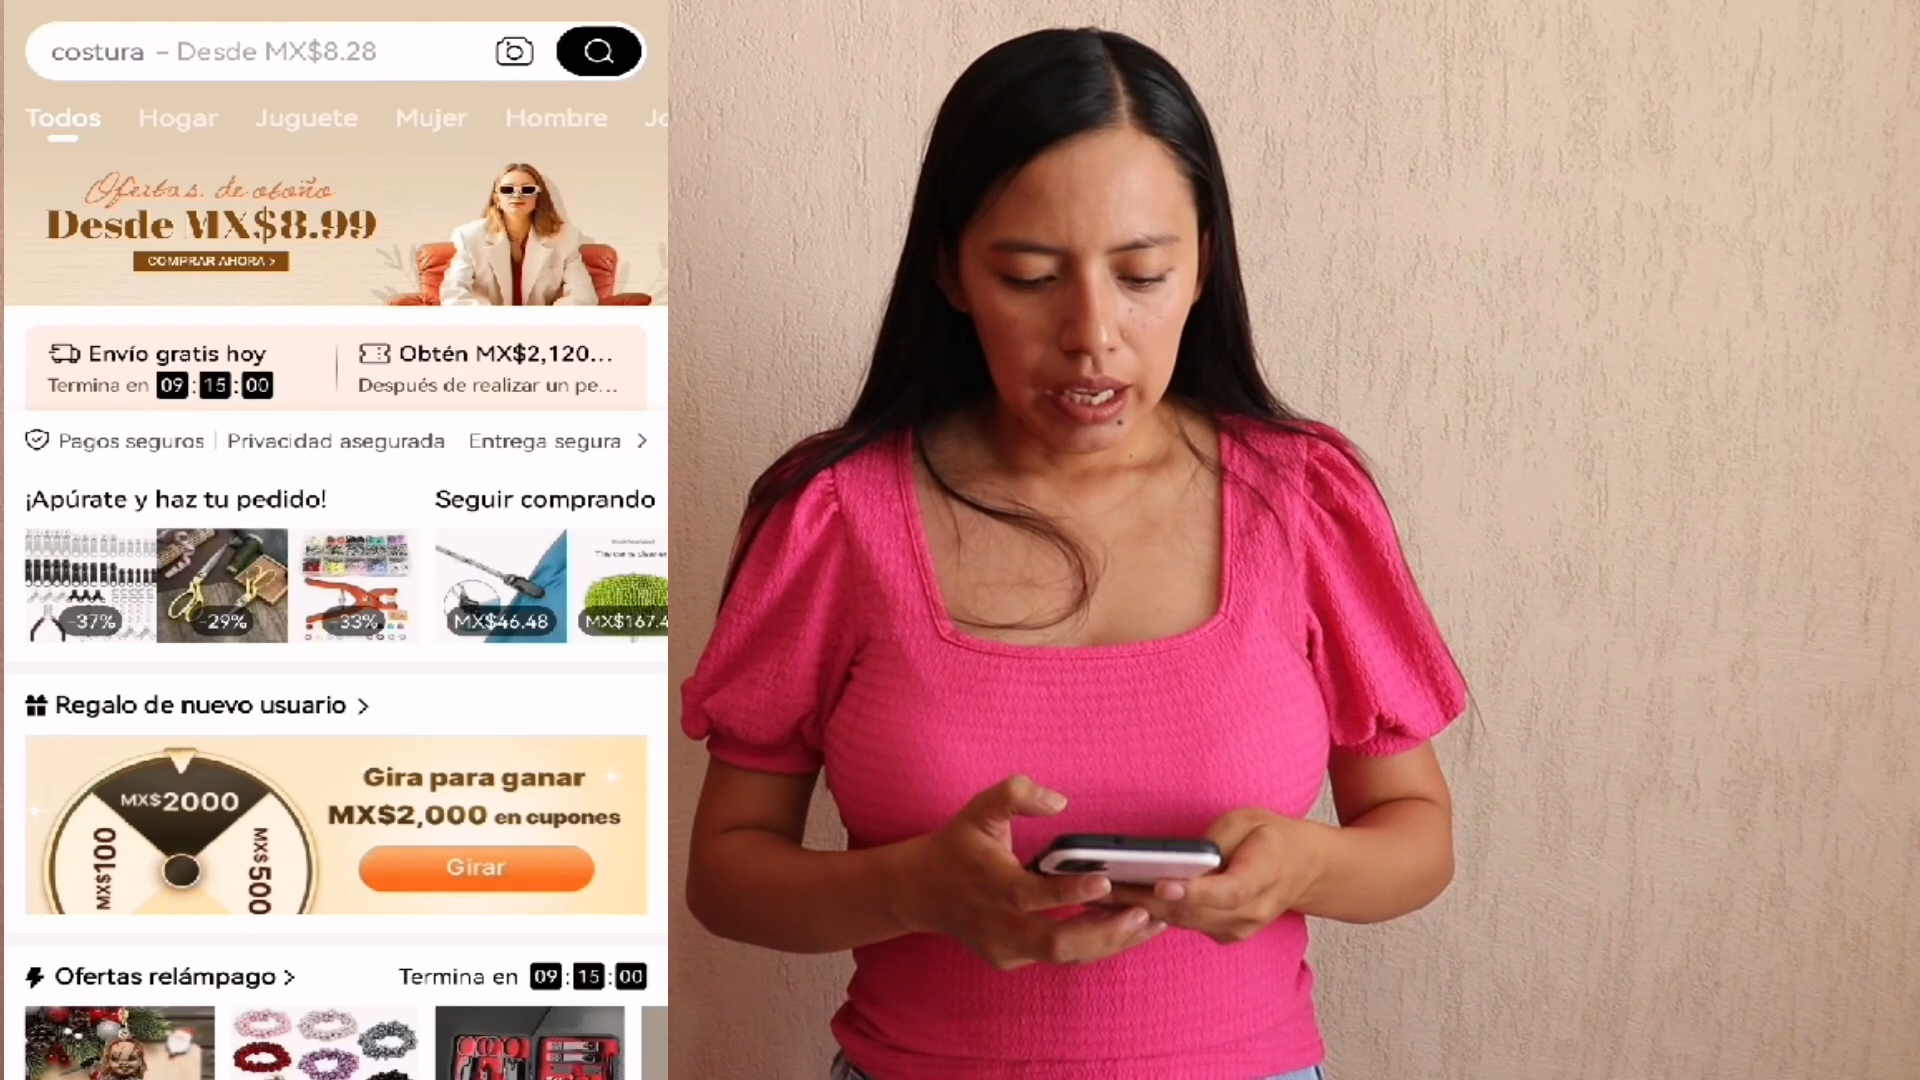 costura – Desde MX$8.28
Todos Hogar Juguete Mujer Hombre
Ofertas de otoño
Desde MX$8.99
COMPRAR AHORA >
Envío gratis hoy
Termina en 09:15:00
Obtén MX$2,120...
Después de realizar un pe...
Pagos seguros | Privacidad asegurada Entrega segura >
¡Apúrate y haz tu pedido!
-37% -29% -33%
Seguir comprando
MX$46.48 MX$167.4
Regalo de nuevo usuario >
MX$2000
MX$100
MX$500
Gira para ganar
MX$2,000 en cupones
Girar
Ofertas relámpago >
Termina en 09:15:00